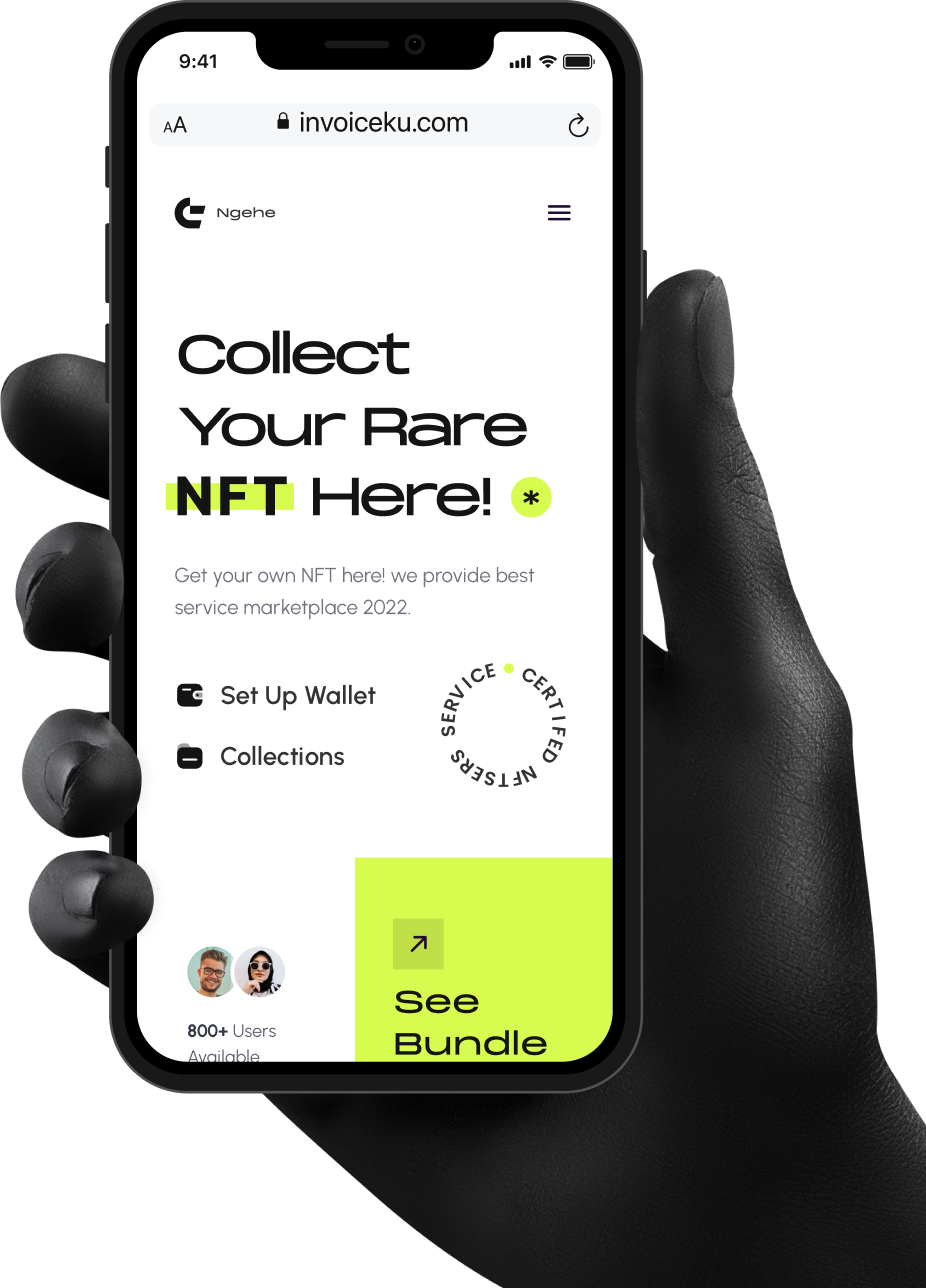 9:41
AA invoiceku.com
Ngehe
Collect
Your Rare
NFT Here! *
Get your own NFT here! we provide best
service marketplace 2022.
Set Up Wallet
Collections
CERTIFED NFTSERS SERVICE
800+ Users
Available
See
Bundle